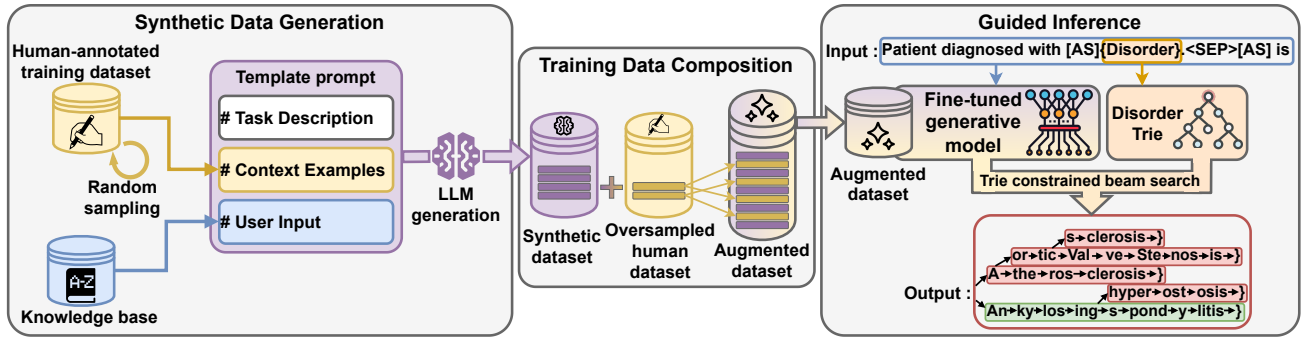 Synthetic Data Generation
Human-annotated
training dataset
Random
sampling
A-Z
Knowledge base
Template prompt
# Task Description
# Context Examples
# User Input
LLM
generation
Training Data Composition
Synthetic
dataset
Oversampled
human
dataset
Augmented
dataset
Guided Inference
Input : Patient diagnosed with [AS]{Disorder}.<SEP>[AS] is
Augmented
dataset
Fine-tuned
generative
model
Disorder
Trie
Trie constrained beam search
Output :
s→clerosis→}
or→tic→Val→ve→Ste→nos→is→}
A→the→ros→clerosis→}
hyper→ost→osis→}
An→ky→los→ing→s→pond→y→litis→}